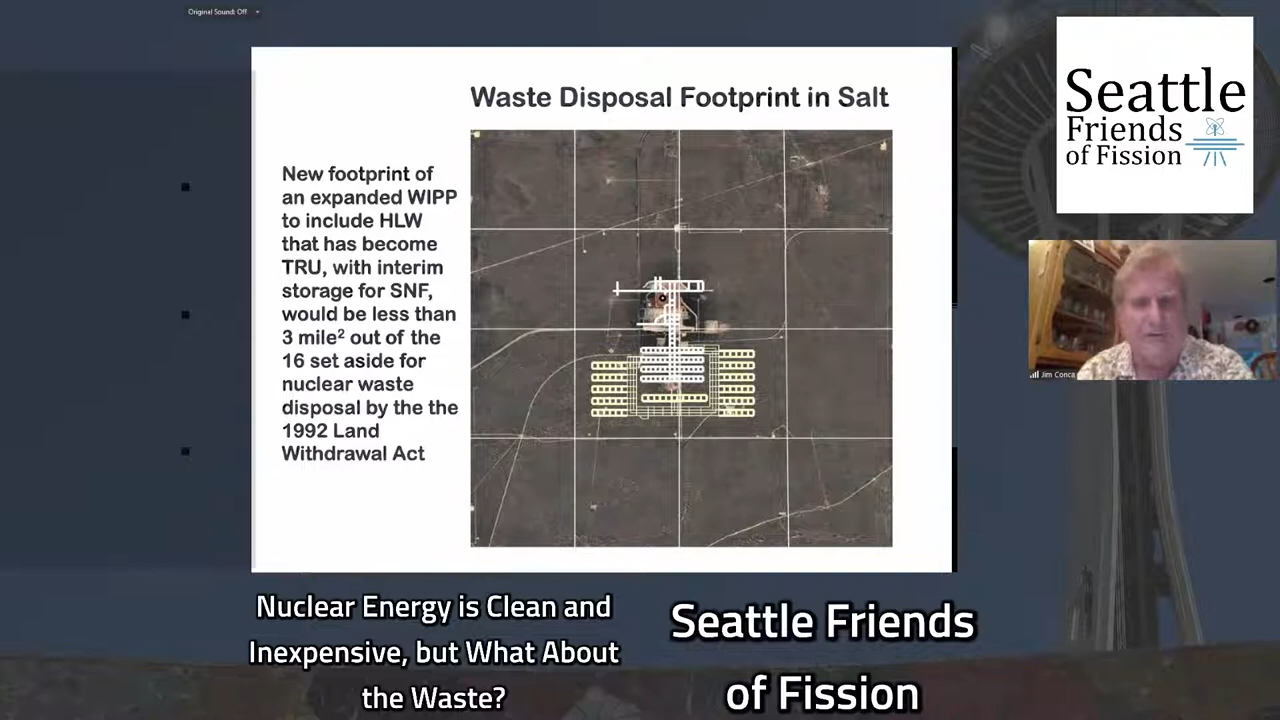 Original Sound: Off
Waste Disposal Footprint in Salt
New footprint of
an expanded WIPP
to include HLW
that has become
TRU, with interim
storage for SNF,
would be less than
3 mile² out of the
16 set aside for
nuclear waste
disposal by the the
1992 Land
Withdrawal Act
Seattle
Friends
of Fission
Jim Conca
Nuclear Energy is Clean and
Inexpensive, but What About
the Waste?
Seattle Friends
of Fission